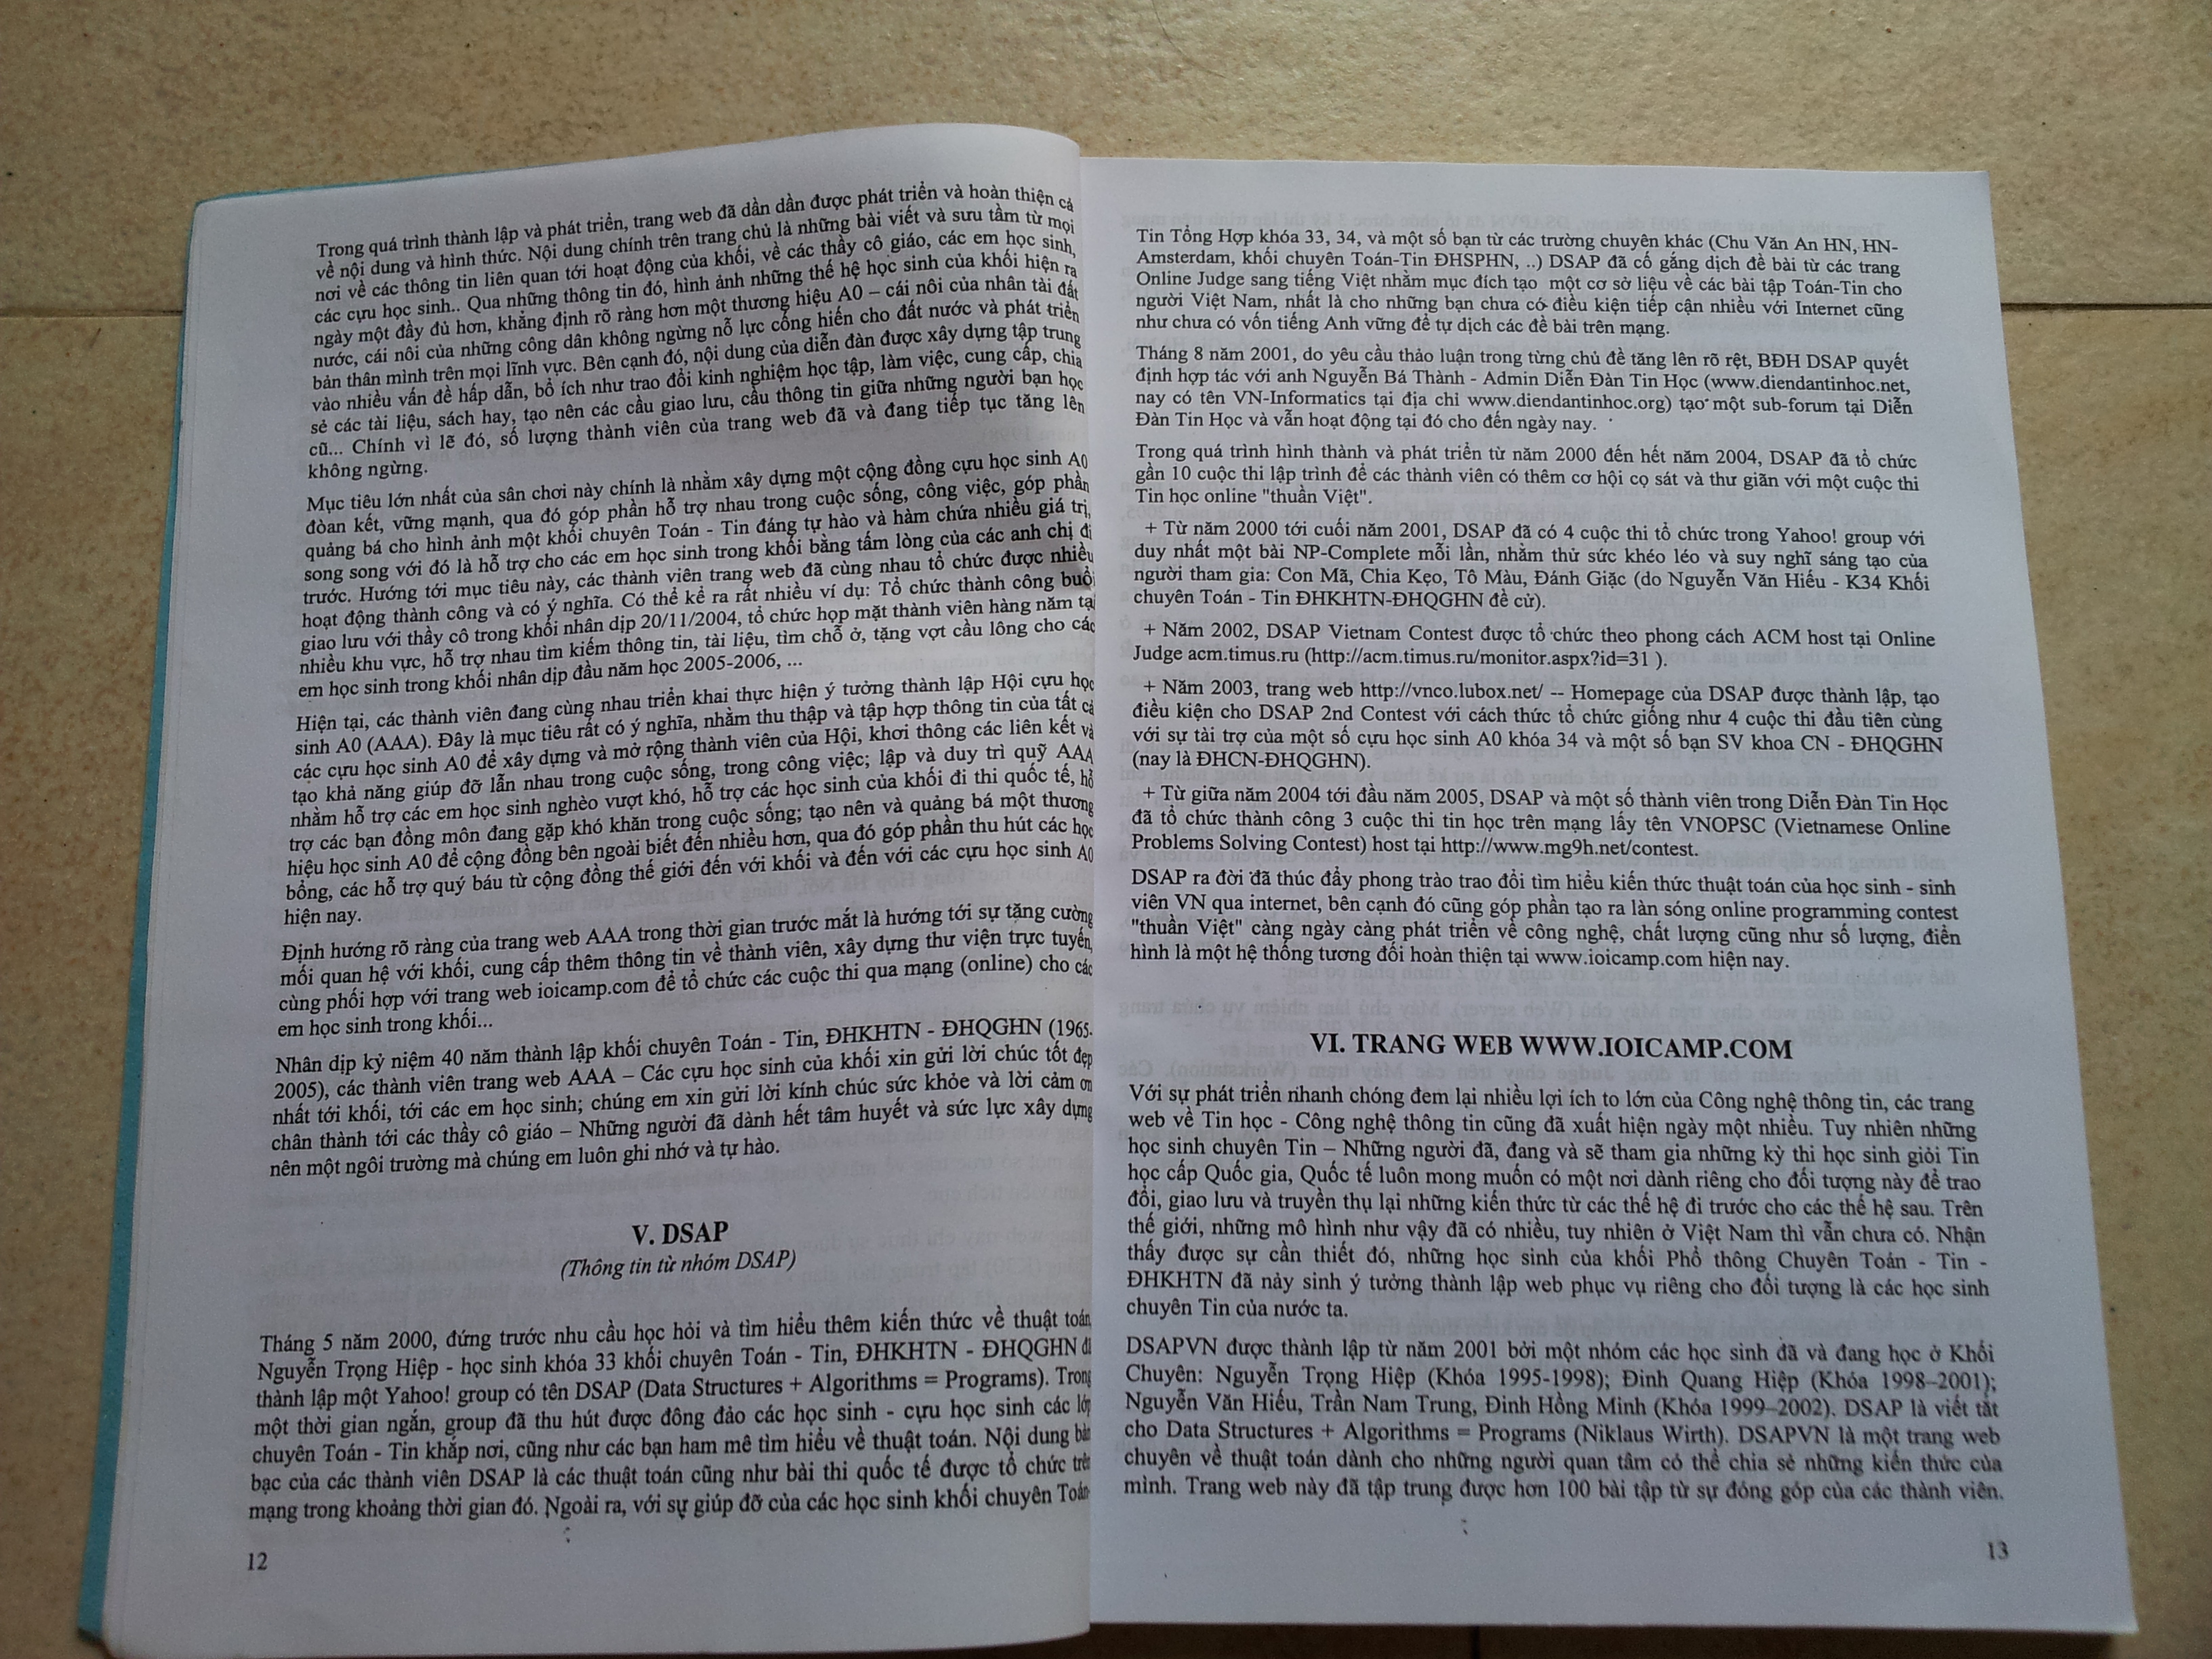 Trong quá trình thành lập và phát triển, trang web đã dần dần được phát triển và hoàn thiện cả
về nội dung và hình thức. Nội dung chính trên trang chủ là những bài viết và sưu tầm từ mọi
nơi về các thông tin liên quan tới hoạt động của khối, về các thầy cô giáo, các em học sinh,
các cựu học sinh.. Qua những thông tin đó, hình ảnh những thế hệ học sinh của khối hiện ra
ngày một đầy đủ hơn, khẳng định rõ ràng hơn một thương hiệu A0 – cái nôi của nhân tài đất
nước, cái nôi của những công dân không ngừng nỗ lực cống hiến cho đất nước và phát triển
bản thân mình trên mọi lĩnh vực. Bên cạnh đó, nội dung của diễn đàn được xây dựng tập trung
vào nhiều vấn đề hấp dẫn, bổ ích như trao đổi kinh nghiệm học tập, làm việc, cung cấp, chia
sẻ các tài liệu, sách hay, tạo nên các cầu giao lưu, cầu thông tin giữa những người bạn học
cũ... Chính vì lẽ đó, số lượng thành viên của trang web đã và đang tiếp tục tăng lên
không ngừng.
Mục tiêu lớn nhất của sân chơi này chính là nhằm xây dựng một cộng đồng cựu học sinh A0
đòan kết, vững mạnh, qua đó góp phần hỗ trợ nhau trong cuộc sống, công việc, góp phần
quảng bá cho hình ảnh một khối chuyên Toán - Tin đáng tự hào và hàm chứa nhiều giá trị,
song song với đó là hỗ trợ cho các em học sinh trong khối bằng tấm lòng của các anh chị đi
trước. Hướng tới mục tiêu này, các thành viên trang web đã cùng nhau tổ chức được nhiều
hoạt động thành công và có ý nghĩa. Có thể kể ra rất nhiều ví dụ: Tổ chức thành công buổi
giao lưu với thầy cô trong khối nhân dịp 20/11/2004, tổ chức họp mặt thành viên hàng năm tại
nhiều khu vực, hỗ trợ nhau tìm kiếm thông tin, tài liệu, tìm chỗ ở, tặng vợt cầu lông cho các
em học sinh trong khối nhân dịp đầu năm học 2005-2006, ...
Hiện tại, các thành viên đang cùng nhau triển khai thực hiện ý tưởng thành lập Hội cựu học
sinh A0 (AAA). Đây là mục tiêu rất có ý nghĩa, nhằm thu thập và tập hợp thông tin của tất cả
các cựu học sinh A0 để xây dựng và mở rộng thành viên của Hội, khơi thông các liên kết và
tạo khả năng giúp đỡ lẫn nhau trong cuộc sống, trong công việc; lập và duy trì quỹ AAA
nhằm hỗ trợ các em học sinh nghèo vượt khó, hỗ trợ các học sinh của khối đi thi quốc tế, hỗ
trợ các bạn đồng môn đang gặp khó khăn trong cuộc sống; tạo nên và quảng bá một thương
hiệu học sinh A0 để cộng đồng bên ngoài biết đến nhiều hơn, qua đó góp phần thu hút các học
bổng, các hỗ trợ quý báu từ cộng đồng thế giới đến với khối và đến với các cựu học sinh A0
hiện nay.
Định hướng rõ ràng của trang web AAA trong thời gian trước mắt là hướng tới sự tăng cường
mối quan hệ với khối, cung cấp thêm thông tin về thành viên, xây dựng thư viện trực tuyến,
cùng phối hợp với trang web ioicamp.com để tổ chức các cuộc thi qua mạng (online) cho các
em học sinh trong khối...
Nhân dịp kỷ niệm 40 năm thành lập khối chuyên Toán - Tin, ĐHKHTN - ĐHQGHN (1965-
2005), các thành viên trang web AAA – Các cựu học sinh của khối xin gửi lời chúc tốt đẹp
nhất tới khối, tới các em học sinh; chúng em xin gửi lời kính chúc sức khỏe và lời cảm ơn
chân thành tới các thầy cô giáo – Những người đã dành hết tâm huyết và sức lực xây dựng
nên một ngôi trường mà chúng em luôn ghi nhớ và tự hào.
V. DSAP
(Thông tin từ nhóm DSAP)
Tháng 5 năm 2000, đứng trước nhu cầu học hỏi và tìm hiểu thêm kiến thức về thuật toán,
Nguyễn Trọng Hiệp - học sinh khóa 33 khối chuyên Toán - Tin, ĐHKHTN - ĐHQGHN đã
thành lập một Yahoo! group có tên DSAP (Data Structures + Algorithms = Programs). Trong
một thời gian ngắn, group đã thu hút được đông đảo các học sinh - cựu học sinh các lớp
chuyên Toán - Tin khắp nơi, cũng như các bạn ham mê tìm hiểu về thuật toán. Nội dung bàn
bạc của các thành viên DSAP là các thuật toán cũng như bài thi quốc tế được tổ chức trên
mạng trong khoảng thời gian đó. Ngoài ra, với sự giúp đỡ của các học sinh khối chuyên Toán-
12
Tin Tổng Hợp khóa 33, 34, và một số bạn từ các trường chuyên khác (Chu Văn An HN, HN-
Amsterdam, khối chuyên Toán-Tin ĐHSPHN, ..) DSAP đã cố gắng dịch đề bài từ các trang
Online Judge sang tiếng Việt nhằm mục đích tạo một cơ sở liệu về các bài tập Toán-Tin cho
người Việt Nam, nhất là cho những bạn chưa có điều kiện tiếp cận nhiều với Internet cũng
như chưa có vốn tiếng Anh vững để tự dịch các đề bài trên mạng.
Tháng 8 năm 2001, do yêu cầu thảo luận trong từng chủ đề tăng lên rõ rệt, BĐH DSAP quyết
định hợp tác với anh Nguyễn Bá Thành - Admin Diễn Đàn Tin Học (www.diendantinhoc.net,
nay có tên VN-Informatics tại địa chỉ www.diendantinhoc.org) tạo một sub-forum tại Diễn
Đàn Tin Học và vẫn hoạt động tại đó cho đến ngày nay.
Trong quá trình hình thành và phát triển từ năm 2000 đến hết năm 2004, DSAP đã tổ chức
gần 10 cuộc thi lập trình để các thành viên có thêm cơ hội cọ sát và thư giãn với một cuộc thi
Tin học online "thuần Việt".
+ Từ năm 2000 tới cuối năm 2001, DSAP đã có 4 cuộc thi tổ chức trong Yahoo! group với
duy nhất một bài NP-Complete mỗi lần, nhằm thử sức khéo léo và suy nghĩ sáng tạo của
người tham gia: Con Mã, Chia Kẹo, Tô Màu, Đánh Giặc (do Nguyễn Văn Hiếu - K34 Khối
chuyên Toán - Tin ĐHKHTN-ĐHQGHN đề cử).
+ Năm 2002, DSAP Vietnam Contest được tổ chức theo phong cách ACM host tại Online
Judge acm.timus.ru (http://acm.timus.ru/monitor.aspx?id=31 ).
+ Năm 2003, trang web http://vnco.lubox.net/ -- Homepage của DSAP được thành lập, tạo
điều kiện cho DSAP 2nd Contest với cách thức tổ chức giống như 4 cuộc thi đầu tiên cùng
với sự tài trợ của một số cựu học sinh A0 khóa 34 và một số bạn SV khoa CN - ĐHQGHN
(nay là ĐHCN-ĐHQGHN).
+ Từ giữa năm 2004 tới đầu năm 2005, DSAP và một số thành viên trong Diễn Đàn Tin Học
đã tổ chức thành công 3 cuộc thi tin học trên mạng lấy tên VNOPSC (Vietnamese Online
Problems Solving Contest) host tại http://www.mg9h.net/contest.
DSAP ra đời đã thúc đẩy phong trào trao đổi tìm hiểu kiến thức thuật toán của học sinh - sinh
viên VN qua internet, bên cạnh đó cũng góp phần tạo ra làn sóng online programming contest
"thuần Việt" càng ngày càng phát triển về công nghệ, chất lượng cũng như số lượng, điển
hình là một hệ thống tương đối hoàn thiện tại www.ioicamp.com hiện nay.
VI. TRANG WEB WWW.IOICAMP.COM
Với sự phát triển nhanh chóng đem lại nhiều lợi ích to lớn của Công nghệ thông tin, các trang
web về Tin học - Công nghệ thông tin cũng đã xuất hiện ngày một nhiều. Tuy nhiên những
học sinh chuyên Tin – Những người đã, đang và sẽ tham gia những kỳ thi học sinh giỏi Tin
học cấp Quốc gia, Quốc tế luôn mong muốn có một nơi dành riêng cho đối tượng này để trao
đổi, giao lưu và truyền thụ lại những kiến thức từ các thế hệ đi trước cho các thế hệ sau. Trên
thế giới, những mô hình như vậy đã có nhiều, tuy nhiên ở Việt Nam thì vẫn chưa có. Nhận
thấy được sự cần thiết đó, những học sinh của khối Phổ thông Chuyên Toán - Tin -
ĐHKHTN đã nảy sinh ý tưởng thành lập web phục vụ riêng cho đối tượng là các học sinh
chuyên Tin của nước ta.
DSAPVN được thành lập từ năm 2001 bởi một nhóm các học sinh đã và đang học ở Khối
Chuyên: Nguyễn Trọng Hiệp (Khóa 1995-1998); Đinh Quang Hiệp (Khóa 1998–2001);
Nguyễn Văn Hiếu, Trần Nam Trung, Đinh Hồng Minh (Khóa 1999–2002). DSAP là viết tắt
cho Data Structures + Algorithms = Programs (Niklaus Wirth). DSAPVN là một trang web
chuyên về thuật toán dành cho những người quan tâm có thể chia sẻ những kiến thức của
mình. Trang web này đã tập trung được hơn 100 bài tập từ sự đóng góp của các thành viên.
13